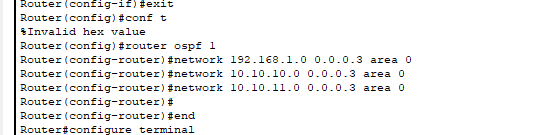 Router(config-if)#exit
Router(config)#conf t
%Invalid hex value
Router(config)#router ospf 1
Router(config-router)#network 192.168.1.0 0.0.0.3 area 0
Router(config-router)#network 10.10.10.0 0.0.0.3 area 0
Router(config-router)#network 10.10.11.0 0.0.0.3 area 0
Router(config-router)#
Router(config-router)#end
Router#configure terminal